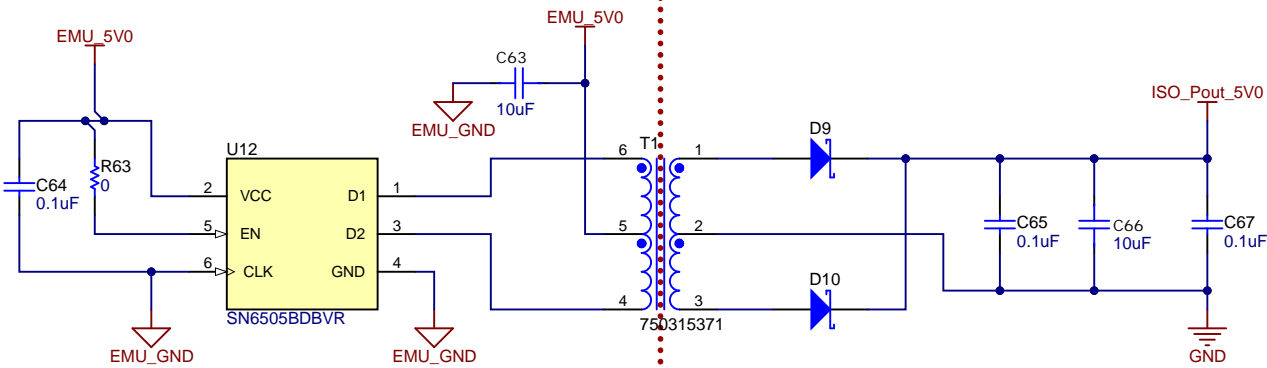 EMU_5V0
EMU_5V0
C63
10uF
EMU_GND
ISO_Pout_5V0
C64
0.1uF
R63
0
U12
2 VCC D1 1
5 EN D2 3
6 CLK GND 4
SN6505BDBVR
EMU_GND
EMU_GND
T1
6 1
5 2
4 3
750315371
D9
D10
C65
0.1uF
C66
10uF
C67
0.1uF
GND